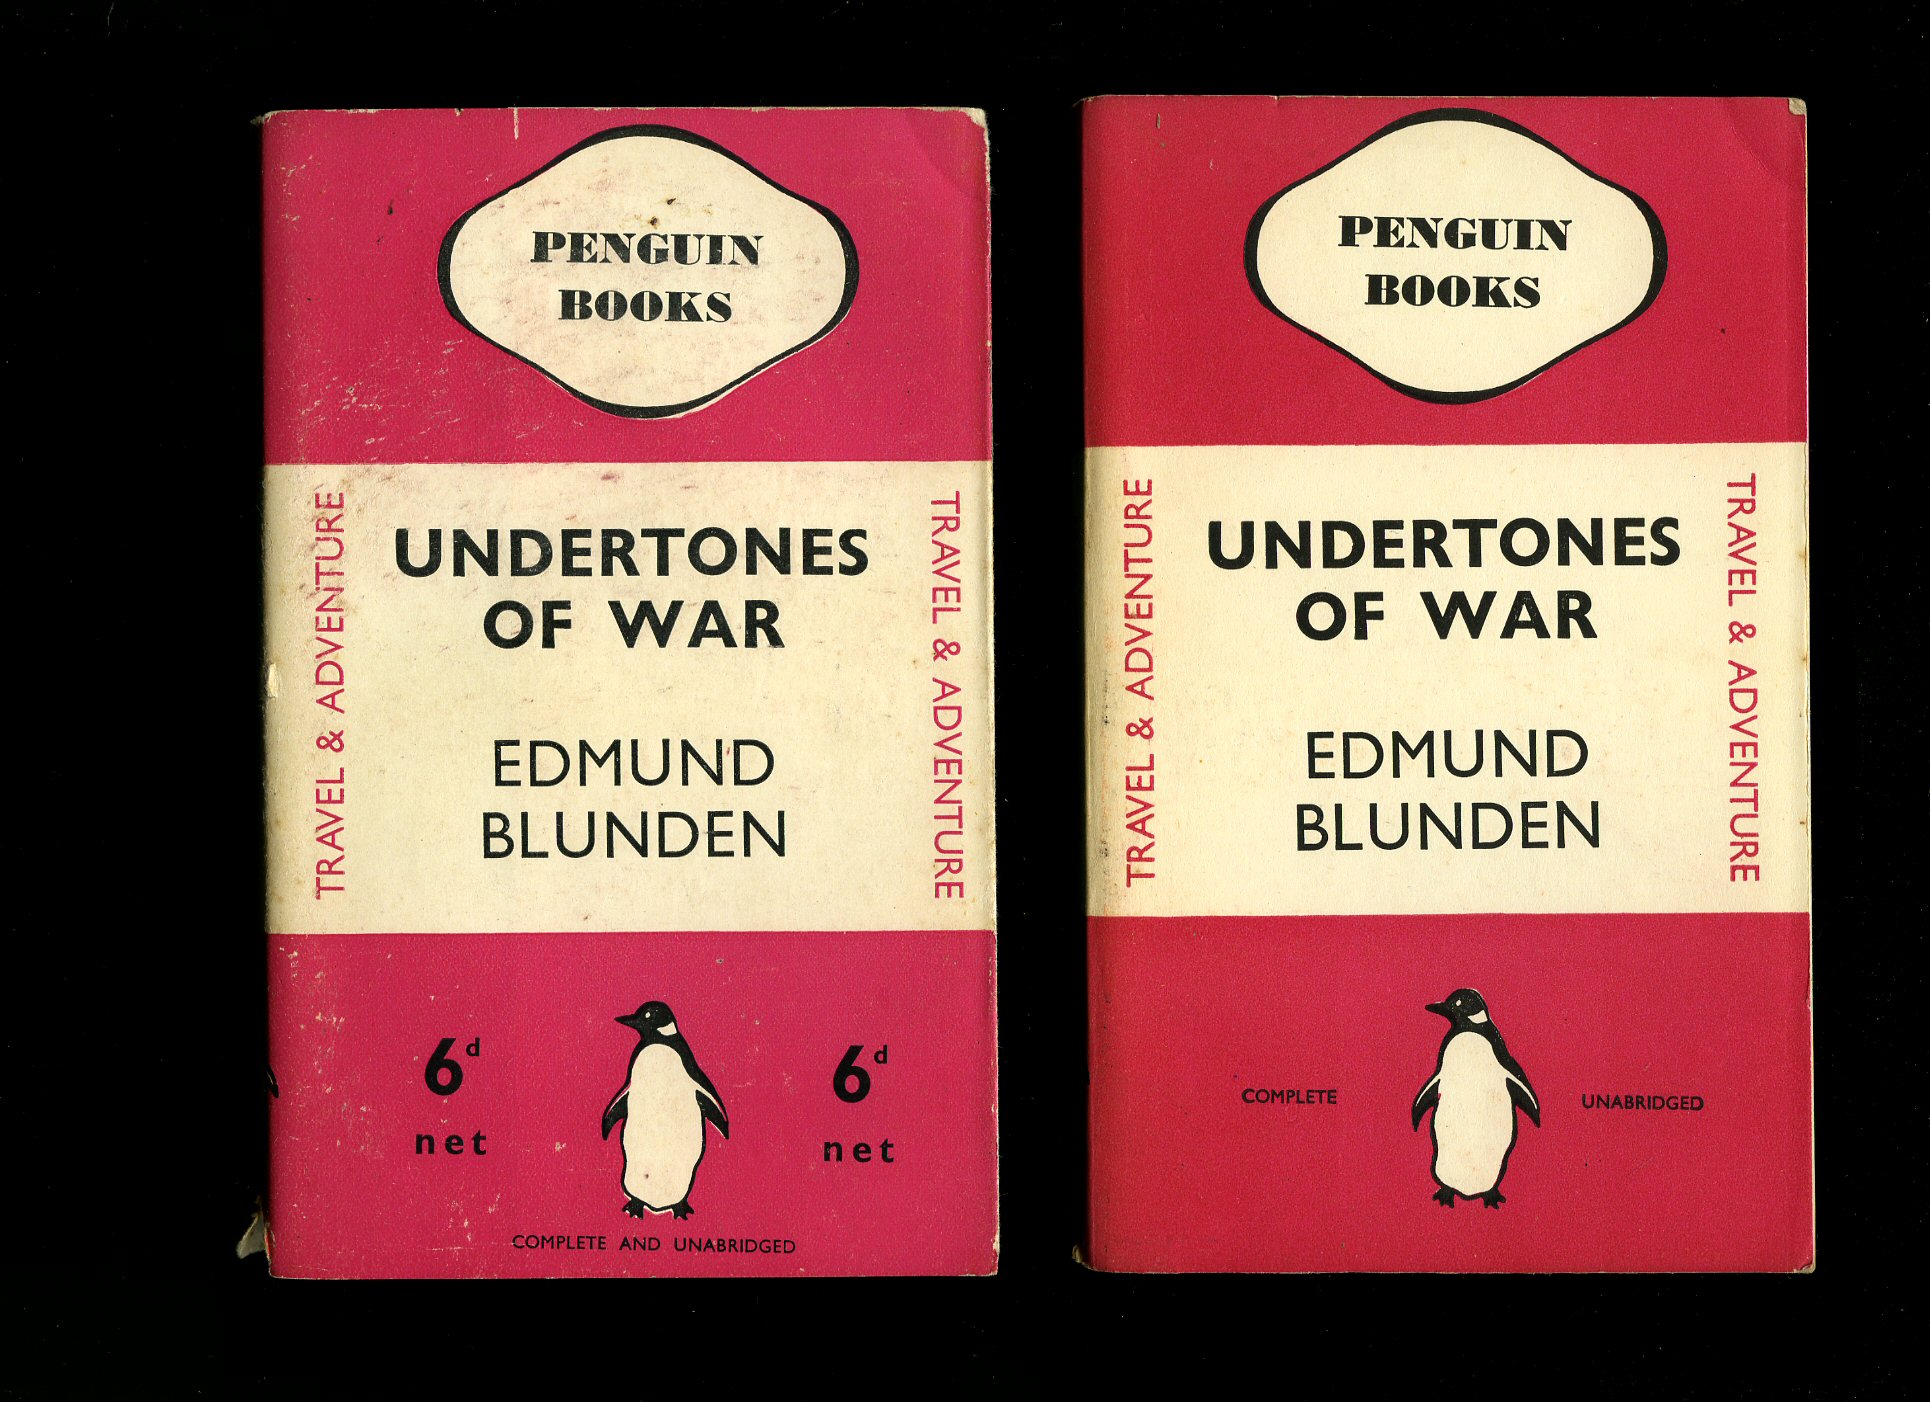 PENGUIN
BOOKS
TRAVEL & ADVENTURE
UNDERTONES
OF WAR
EDMUND
BLUNDEN
TRAVEL & ADVENTURE
6d
net
6d
net
COMPLETE AND UNABRIDGED
PENGUIN
BOOKS
TRAVEL & ADVENTURE
UNDERTONES
OF WAR
EDMUND
BLUNDEN
TRAVEL & ADVENTURE
COMPLETE
UNABRIDGED